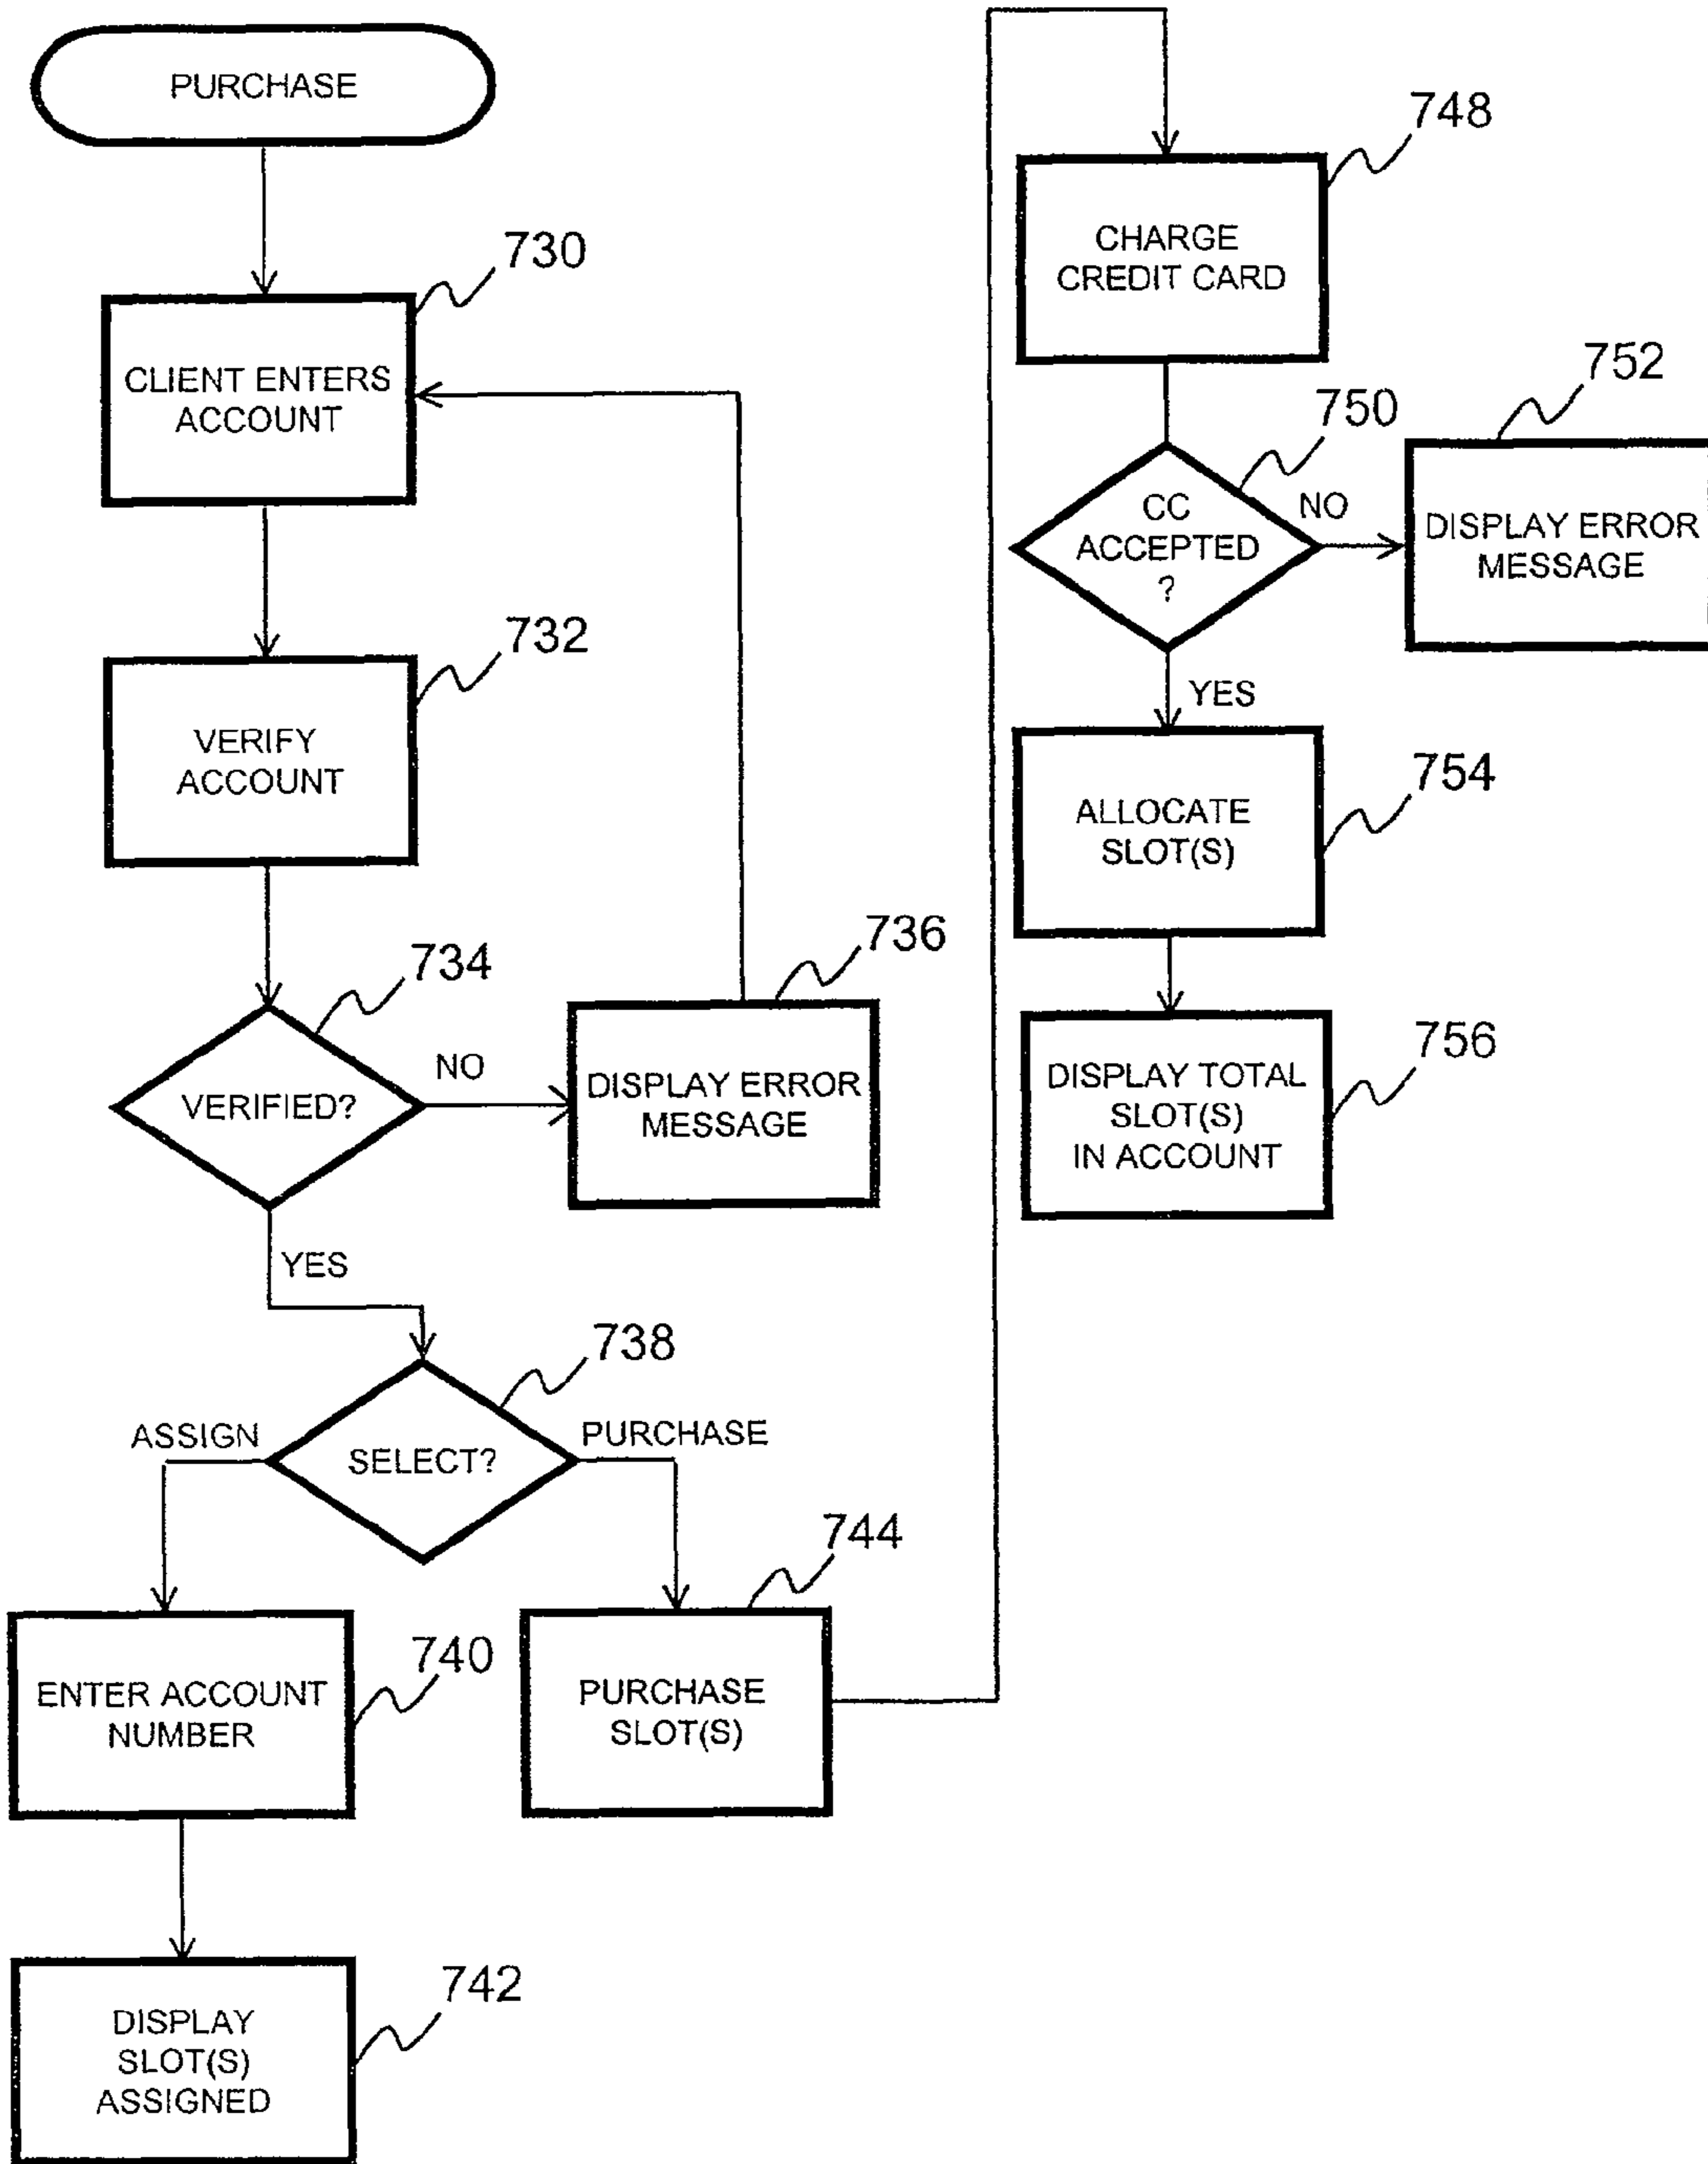 PURCHASE
730
CLIENT ENTERS
ACCOUNT
732
VERIFY
ACCOUNT
734
VERIFIED?
NO
736
DISPLAY ERROR
MESSAGE
YES
738
SELECT?
ASSIGN
PURCHASE
740
ENTER ACCOUNT
NUMBER
742
DISPLAY
SLOT(S)
ASSIGNED
744
PURCHASE
SLOT(S)
748
CHARGE
CREDIT CARD
750
CC
ACCEPTED
?
NO
752
DISPLAY ERROR
MESSAGE
YES
754
ALLOCATE
SLOT(S)
756
DISPLAY TOTAL
SLOT(S)
IN ACCOUNT